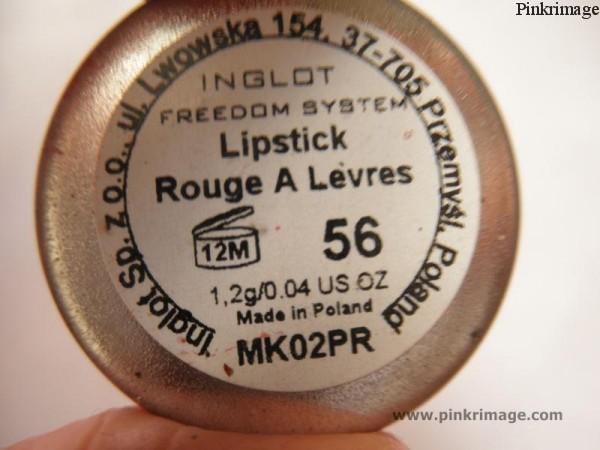 Pinkrimage
Inglot Sp. z o.o., ul. Lwowska 154, 37-705 Przemyśl, Poland
INGLOT
FREEDOM SYSTEM
Lipstick
Rouge A Lèvres
12M
56
1,2g/0.04 US OZ
Made in Poland
MK02PR
www.pinkrimage.com